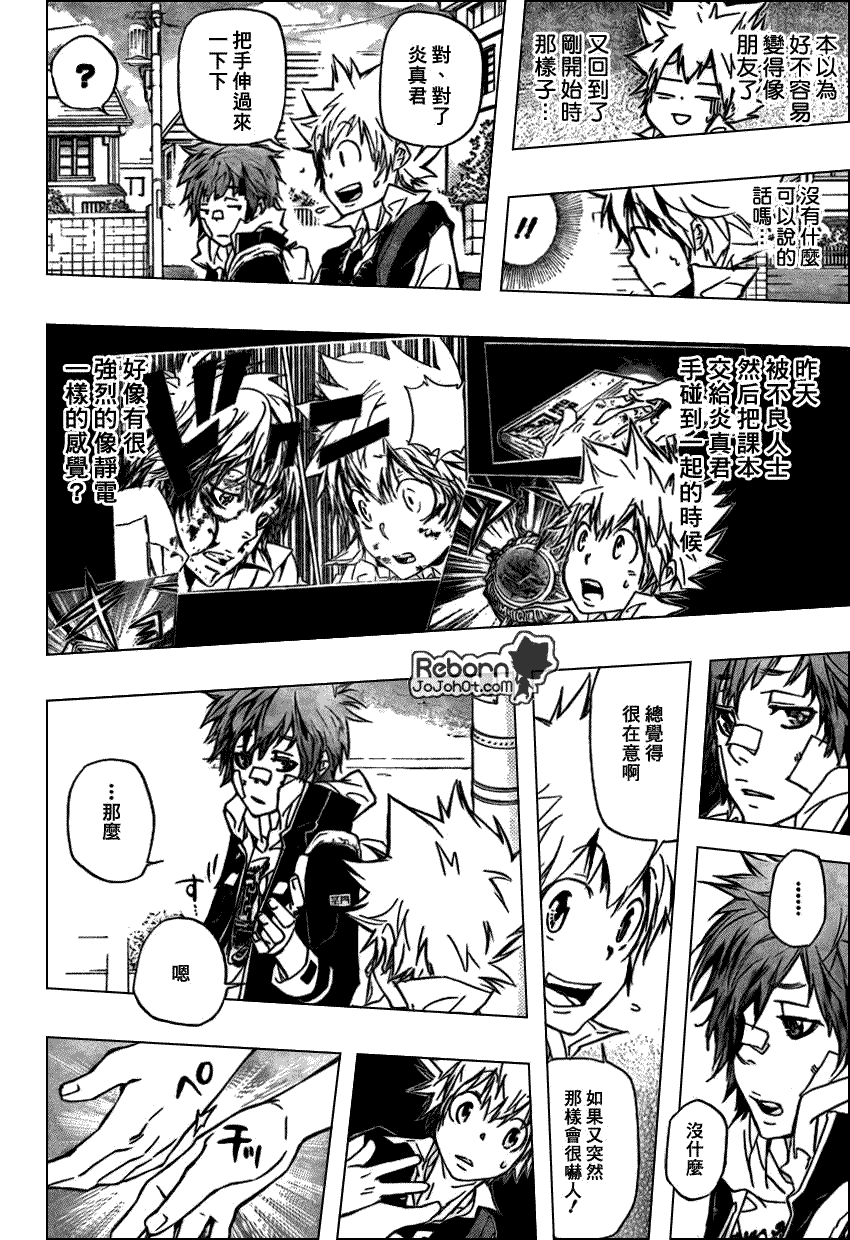 本以為
好不容易
變得像
朋友了
又回到了
剛開始時
那樣子…
沒有什麼
可以說的
話嗎…
!!
對、對了
炎真君
把手伸過來
一下下
?
昨天
被不良人士
然后把課本
交給炎真君
手碰到一起的時候
ドクン
好像有很
強烈的像靜電
一樣的感覺?
Reborn
JoJoHOt.com
……
沒什麼
總覺得
很在意啊
如果又突然
那樣會很嚇人!
…那麼
す
嗯
ペ
チッ